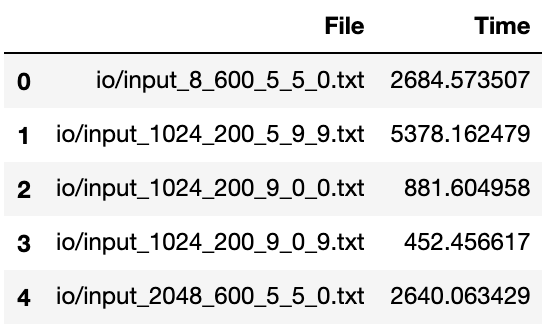 File Time
0 io/input_8_600_5_5_0.txt 2684.573507
1 io/input_1024_200_5_9_9.txt 5378.162479
2 io/input_1024_200_9_0_0.txt 881.604958
3 io/input_1024_200_9_0_9.txt 452.456617
4 io/input_2048_600_5_5_0.txt 2640.063429